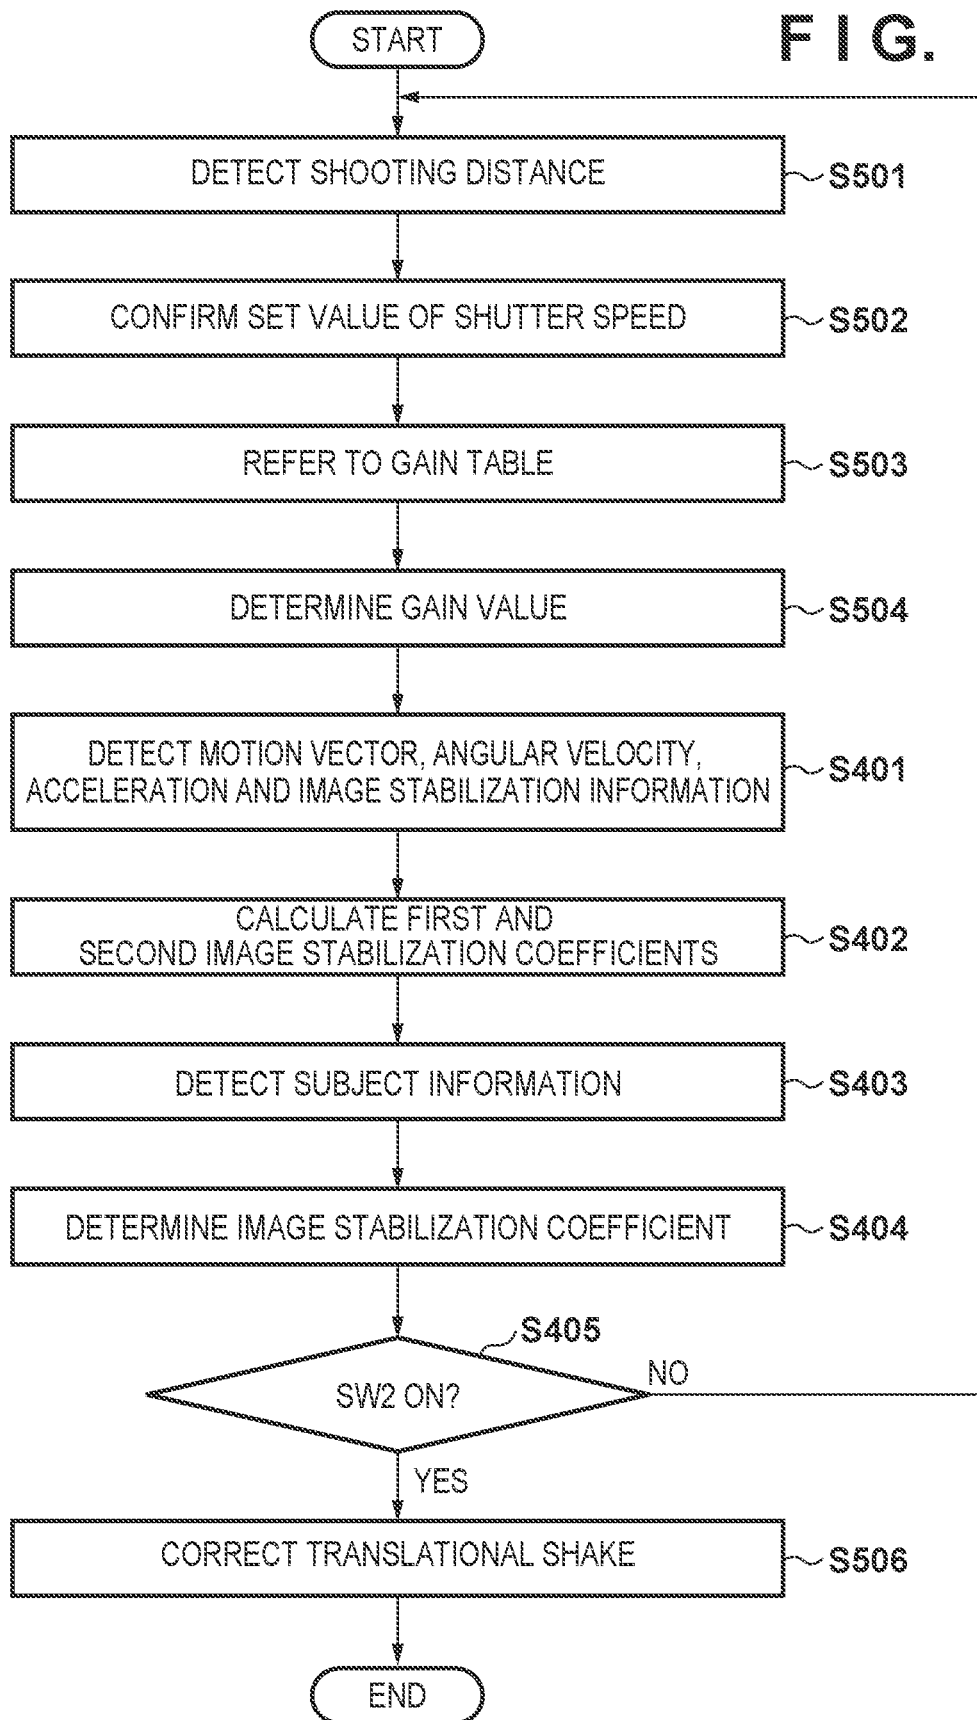 START
F I G.
DETECT SHOOTING DISTANCE
S501
CONFIRM SET VALUE OF SHUTTER SPEED
S502
REFER TO GAIN TABLE
S503
DETERMINE GAIN VALUE
S504
DETECT MOTION VECTOR, ANGULAR VELOCITY,
ACCELERATION AND IMAGE STABILIZATION INFORMATION
S401
CALCULATE FIRST AND
SECOND IMAGE STABILIZATION COEFFICIENTS
S402
DETECT SUBJECT INFORMATION
S403
DETERMINE IMAGE STABILIZATION COEFFICIENT
S404
S405
SW2 ON?
NO
YES
CORRECT TRANSLATIONAL SHAKE
S506
END